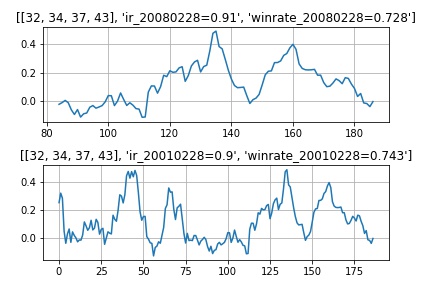 [[32, 34, 37, 43], 'ir_20080228=0.91', 'winrate_20080228=0.728']
0.4
0.2
0.0
80 100 120 140 160 180
[[32, 34, 37, 43], 'ir_20010228=0.9', 'winrate_20010228=0.743']
0.4
0.2
0.0
0 25 50 75 100 125 150 175